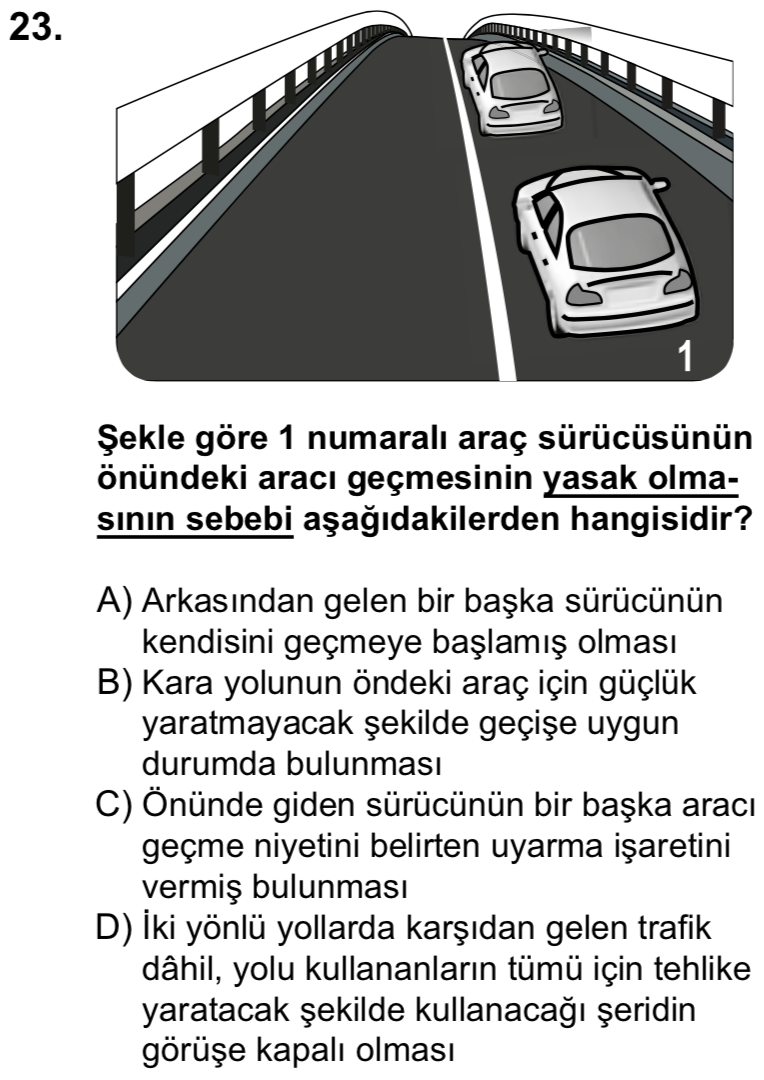 23.
1
Şekle göre 1 numaralı araç sürücüsünün
önündeki aracı geçmesinin yasak olma-
sının sebebi aşağıdakilerden hangisidir?
A) Arkasından gelen bir başka sürücünün
kendisini geçmeye başlamış olması
B) Kara yolunun öndeki araç için güçlük
yaratmayacak şekilde geçişe uygun
durumda bulunması
C) Önünde giden sürücünün bir başka aracı
geçme niyetini belirten uyarma işaretini
vermiş bulunması
D) İki yönlü yollarda karşıdan gelen trafik
dâhil, yolu kullananların tümü için tehlike
yaratacak şekilde kullanacağı şeridin
görüşe kapalı olması